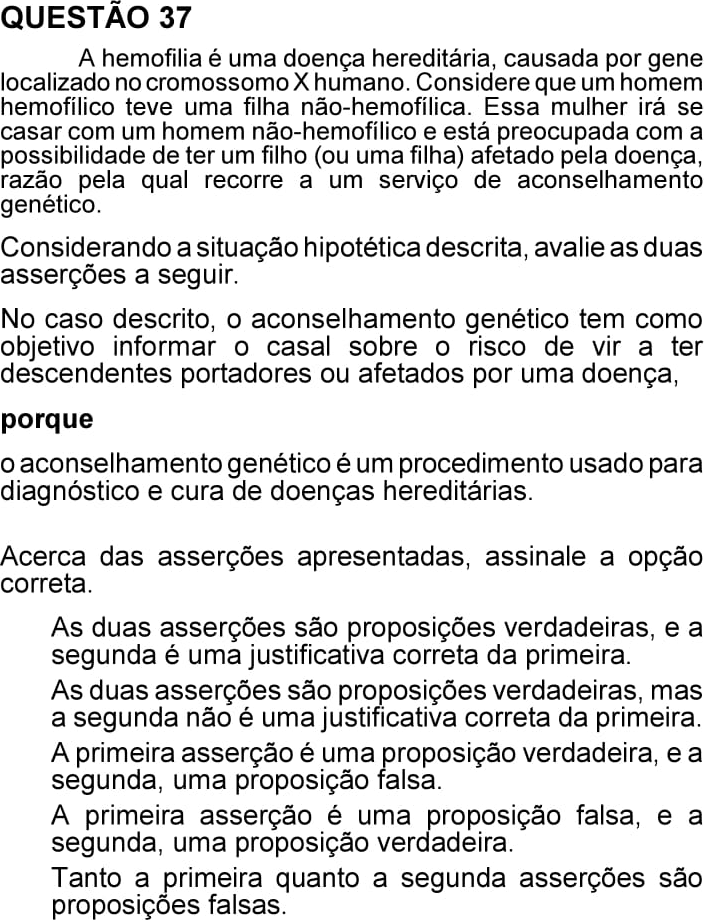 QUESTÃO 37
A hemofilia é uma doença hereditária, causada por gene
localizado no cromossomo X humano. Considere que um homem
hemofílico teve uma filha não-hemofílica. Essa mulher irá se
casar com um homem não-hemofílico e está preocupada com a
possibilidade de ter um filho (ou uma filha) afetado pela doença,
razão pela qual recorre a um serviço de aconselhamento
genético.
Considerando a situação hipotética descrita, avalie as duas
asserções a seguir.
No caso descrito, o aconselhamento genético tem como
objetivo informar o casal sobre o risco de vir a ter
descendentes portadores ou afetados por uma doença,
porque
o aconselhamento genético é um procedimento usado para
diagnóstico e cura de doenças hereditárias.
Acerca das asserções apresentadas, assinale a opção
correta.
As duas asserções são proposições verdadeiras, e a
segunda é uma justificativa correta da primeira.
As duas asserções são proposições verdadeiras, mas
a segunda não é uma justificativa correta da primeira.
A primeira asserção é uma proposição verdadeira, e a
segunda, uma proposição falsa.
A primeira asserção é uma proposição falsa, e a
segunda, uma proposição verdadeira.
Tanto a primeira quanto a segunda asserções são
proposições falsas.